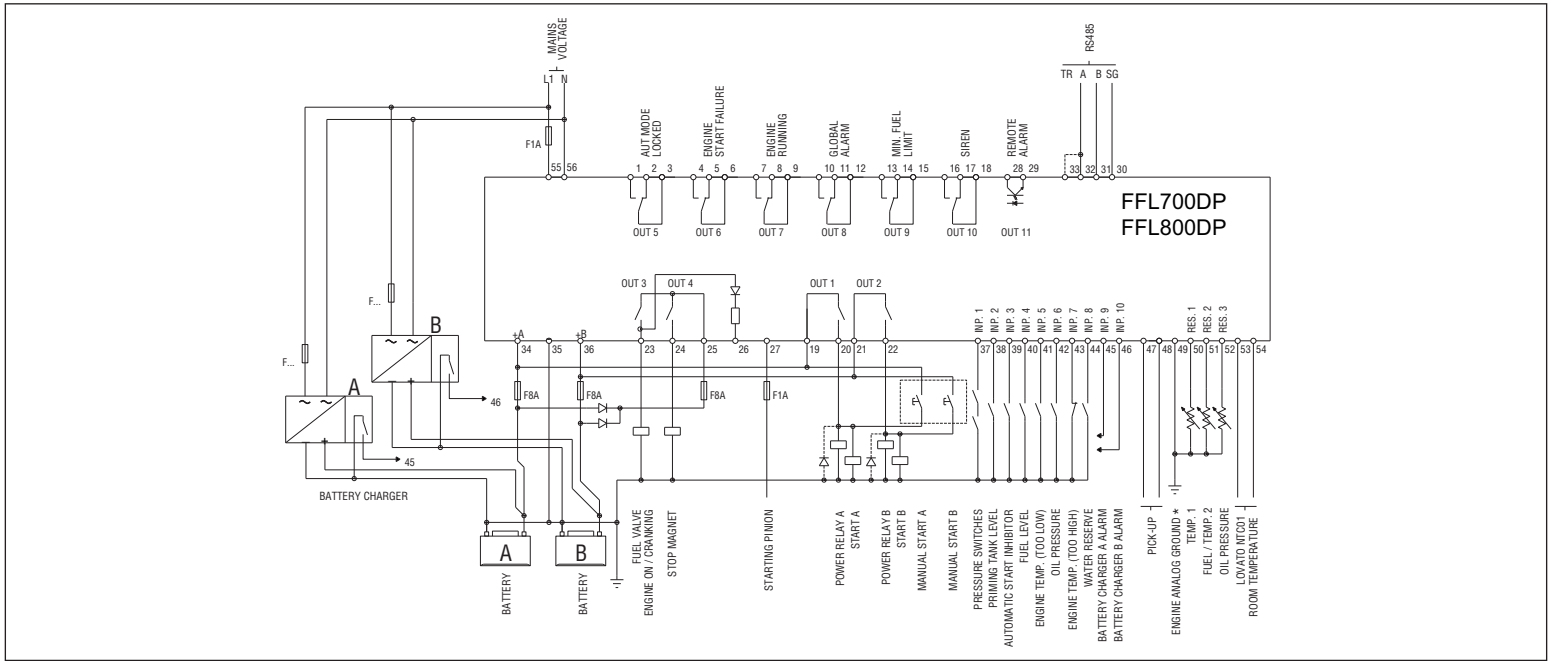 MAINS
VOLTAGE
L1 N
RS485
TR A B SG
F1A
AUT MODE
LOCKED
ENGINE
START FAILURE
ENGINE
RUNNING
GLOBAL
ALARM
MIN. FUEL
LIMIT
SIREN
REMOTE
ALARM
55 56
1 2 3
4 5 6
7 8 9
10 11 12
13 14 15
16 17 18
28 29
33 32 31 30
FFL700DP
FFL800DP
OUT 5
OUT 6
OUT 7
OUT 8
OUT 9
OUT 10
OUT 11
OUT 3
OUT 4
OUT 1
OUT 2
F...
B
F...
A
INP. 1
INP. 2
INP. 3
INP. 4
INP. 5
INP. 6
INP. 7
INP. 8
INP. 9
INP. 10
RES. 1
RES. 2
RES. 3
+A
+B
34 35 36 23 24 25 26 27 19 20 21 22 37 38 39 40 41 42 43 44 45 46 47 48 49 50 51 52 53 54
F8A
F8A
F8A
F1A
46
45
BATTERY CHARGER
A
B
BATTERY
BATTERY
FUEL VALVE
ENGINE ON / CRANKING
STOP MAGNET
STARTING PINION
POWER RELAY A
START A
POWER RELAY B
START B
MANUAL START A
MANUAL START B
PRESSURE SWITCHES
PRIMING TANK LEVEL
AUTOMATIC START INHIBITOR
FUEL LEVEL
ENGINE TEMP. (TOO LOW)
OIL PRESSURE
ENGINE TEMP. (TOO HIGH)
WATER RESERVE
BATTERY CHARGER A ALARM
BATTERY CHARGER B ALARM
PICK-UP
ENGINE ANALOG GROUND *
TEMP. 1
FUEL / TEMP. 2
OIL PRESSURE
LOVATO NTC01
ROOM TEMPERATURE